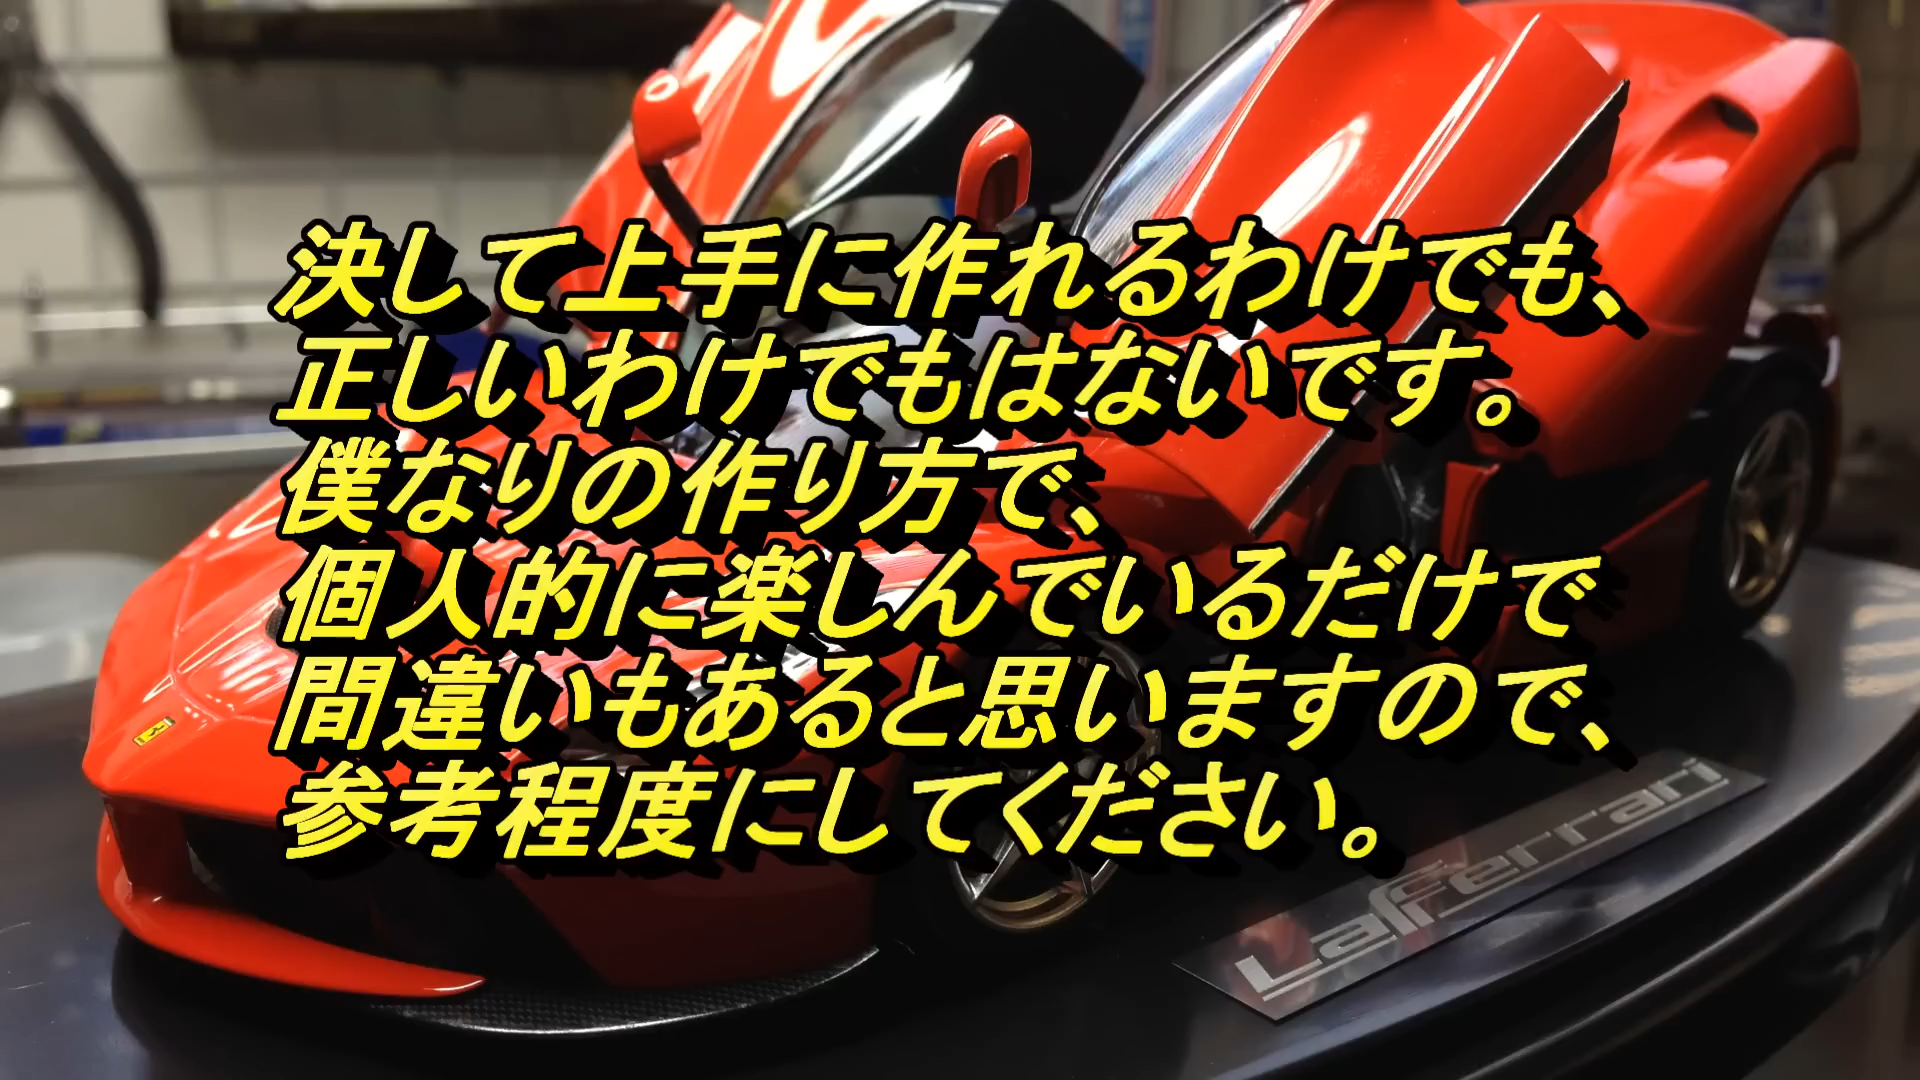 決して上手に作れるわけでも、
正しいわけでもはないです。
僕なりの作り方で、
個人的に楽しんでいるだけで
間違いもあると思いますので、
参考程度にしてください。
LaFerrari